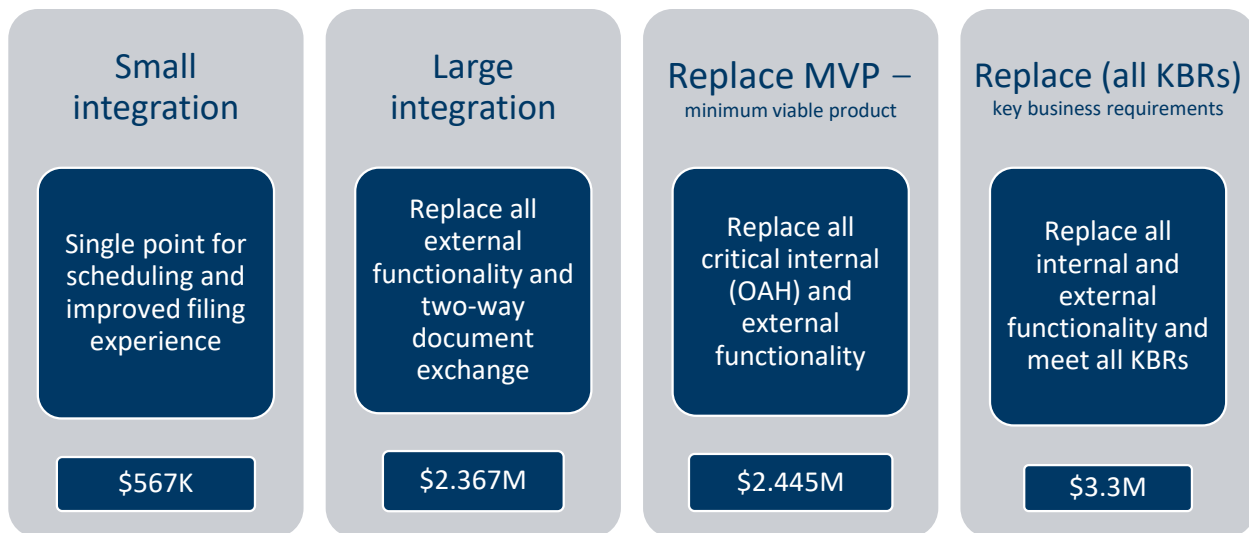 Small
integration
Single point for
scheduling and
improved filing
experience
$567K
Large
integration
Replace all
external
functionality and
two-way
document
exchange
$2.367M
Replace MVP –
minimum viable product
Replace all
critical internal
(OAH) and
external
functionality
$2.445M
Replace (all KBRs)
key business requirements
Replace all
internal and
external
functionality and
meet all KBRs
$3.3M